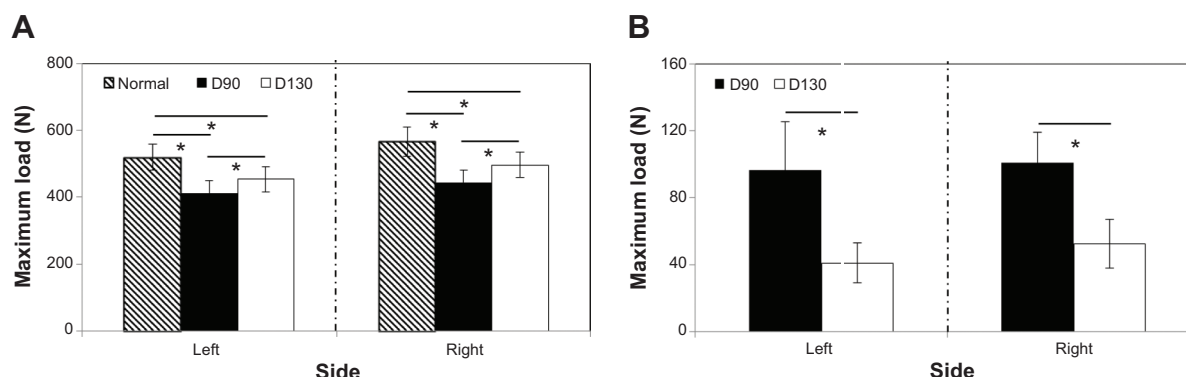 A
Maximum load (N)
800
600
400
200
0
Normal D90 D130
* * *
* * *
Left Right
Side
B
Maximum load (N)
160
120
80
40
0
D90 D130
* *
Left Right
Side